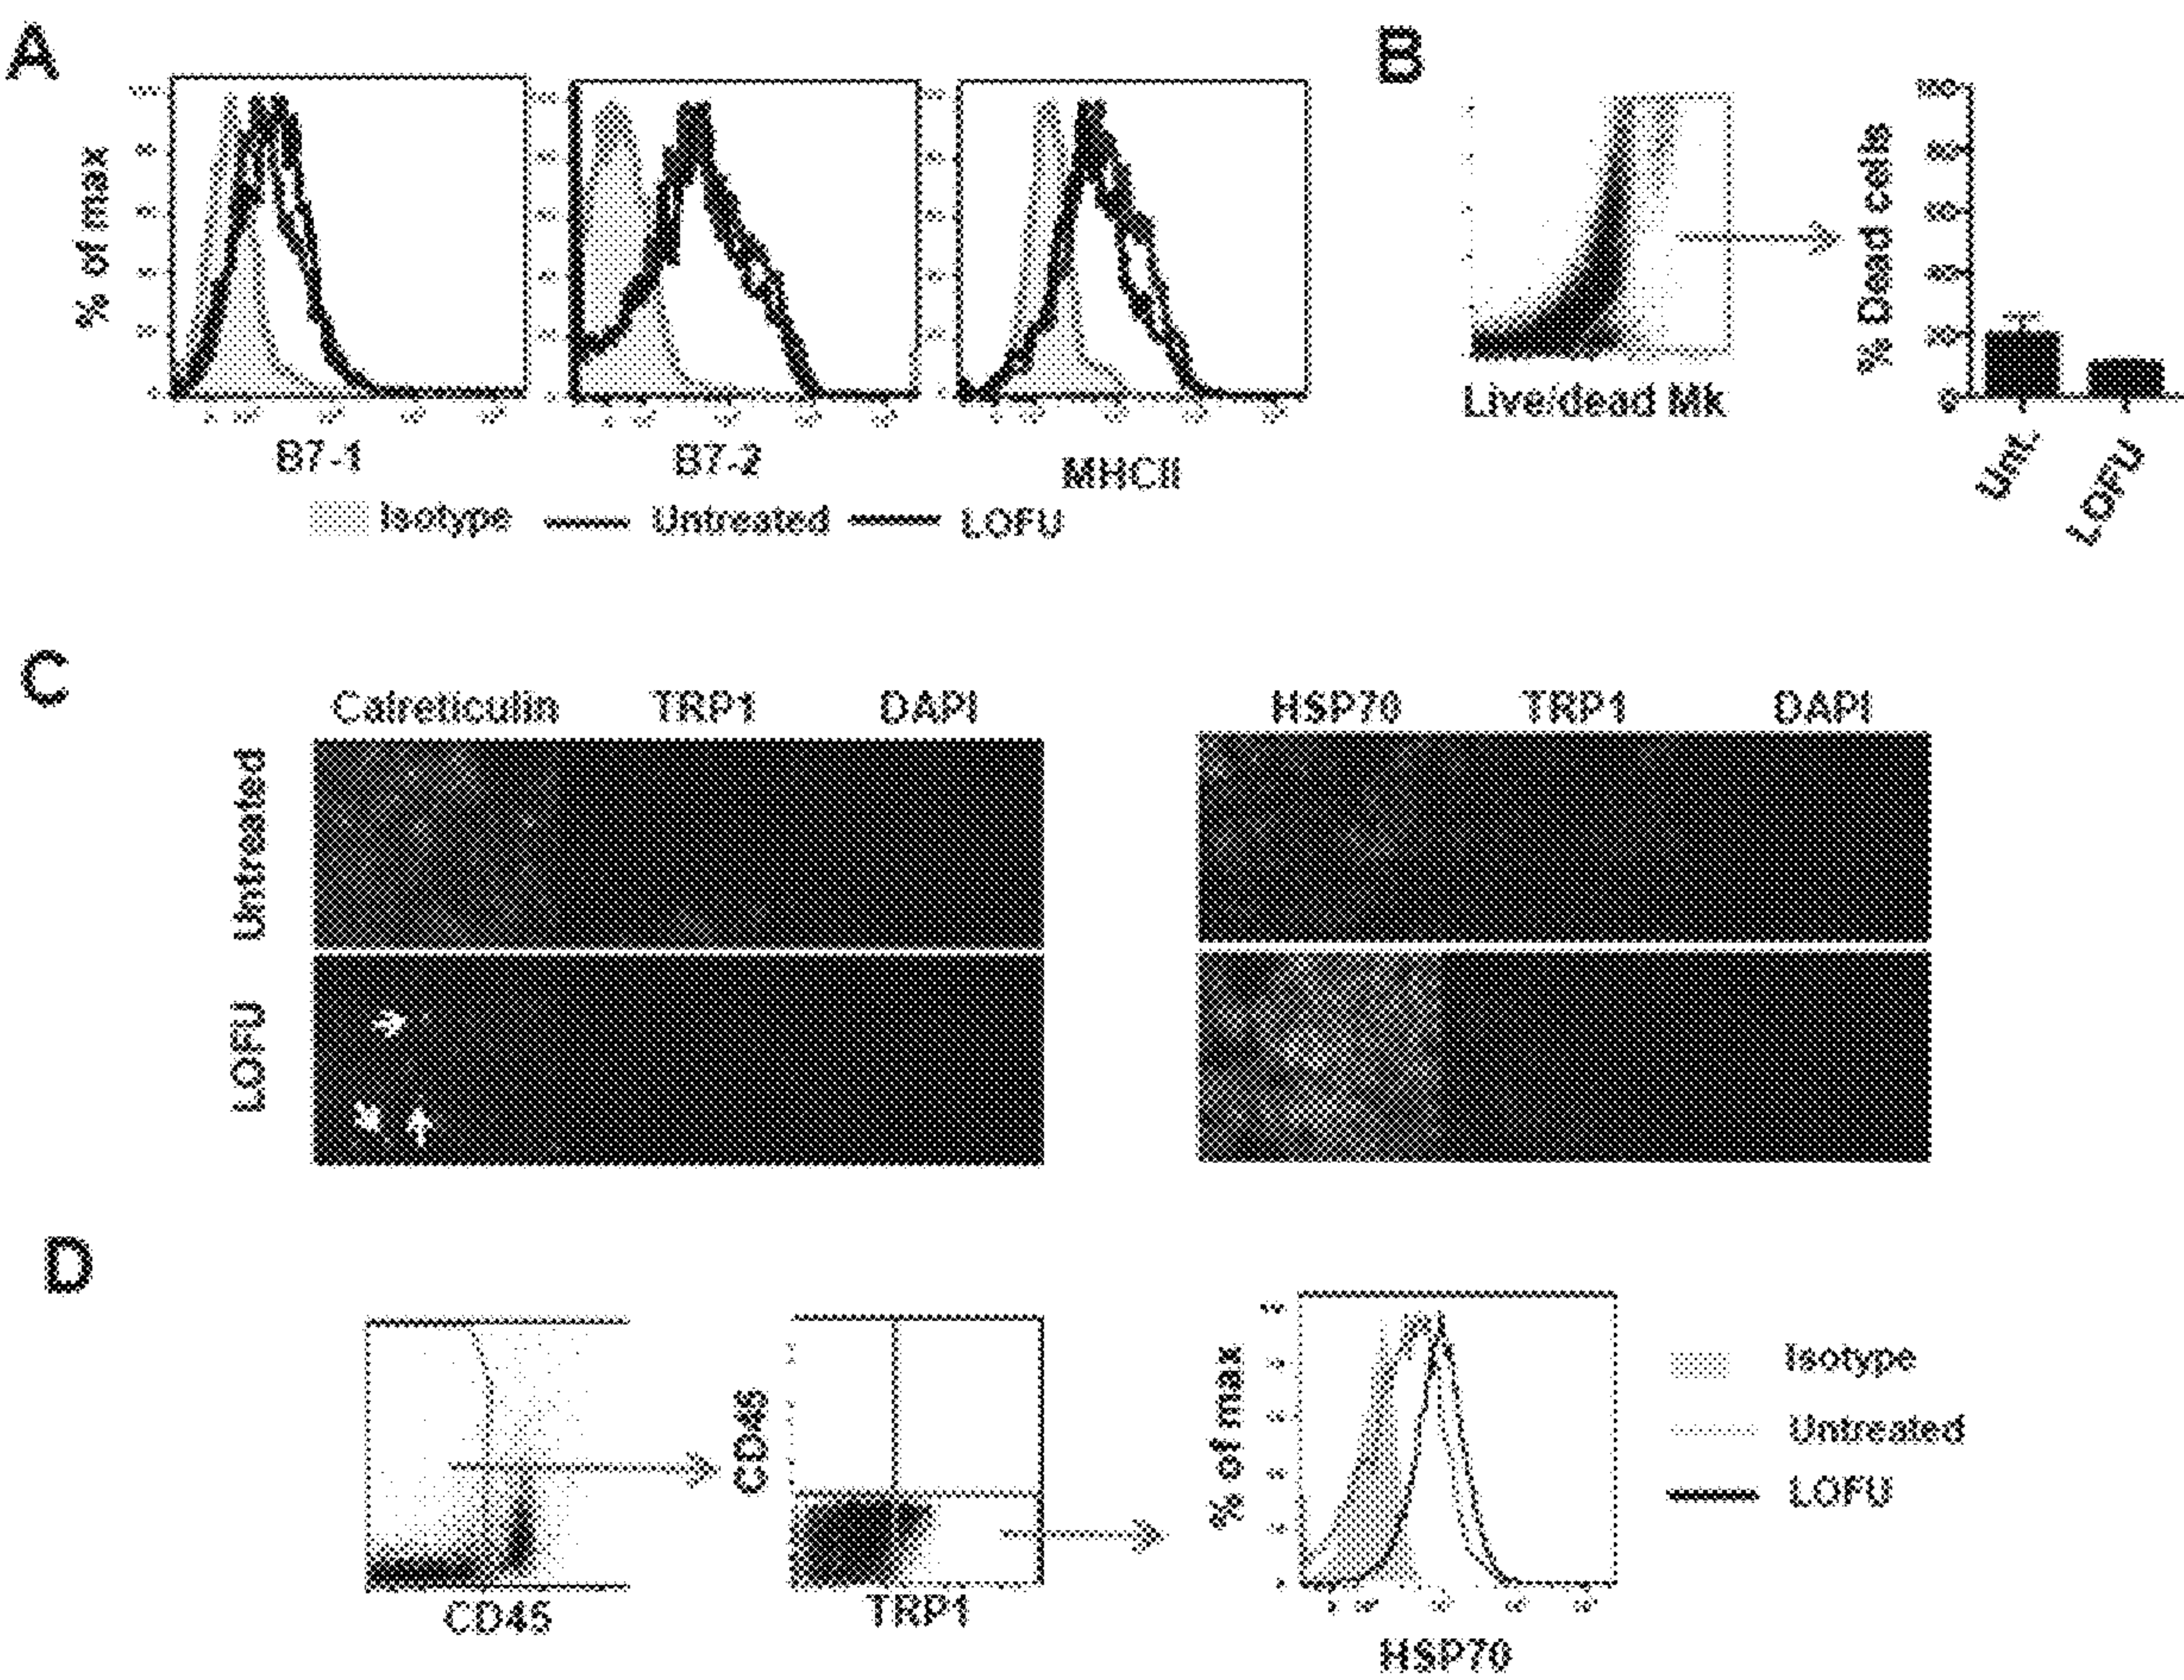 A
B
% of max
B7-1
B7-2
MHCII
Isotype
Untreated
LOFU
Live/dead Mk
% Dead cells
0
Unt.
LOFU
C
Calreticulin TRP1 DAPI
HSP70 TRP1 DAPI
Untreated
LOFU
D
CD45
CD45
TRP1
% of max
HSP70
Isotype
Untreated
LOFU